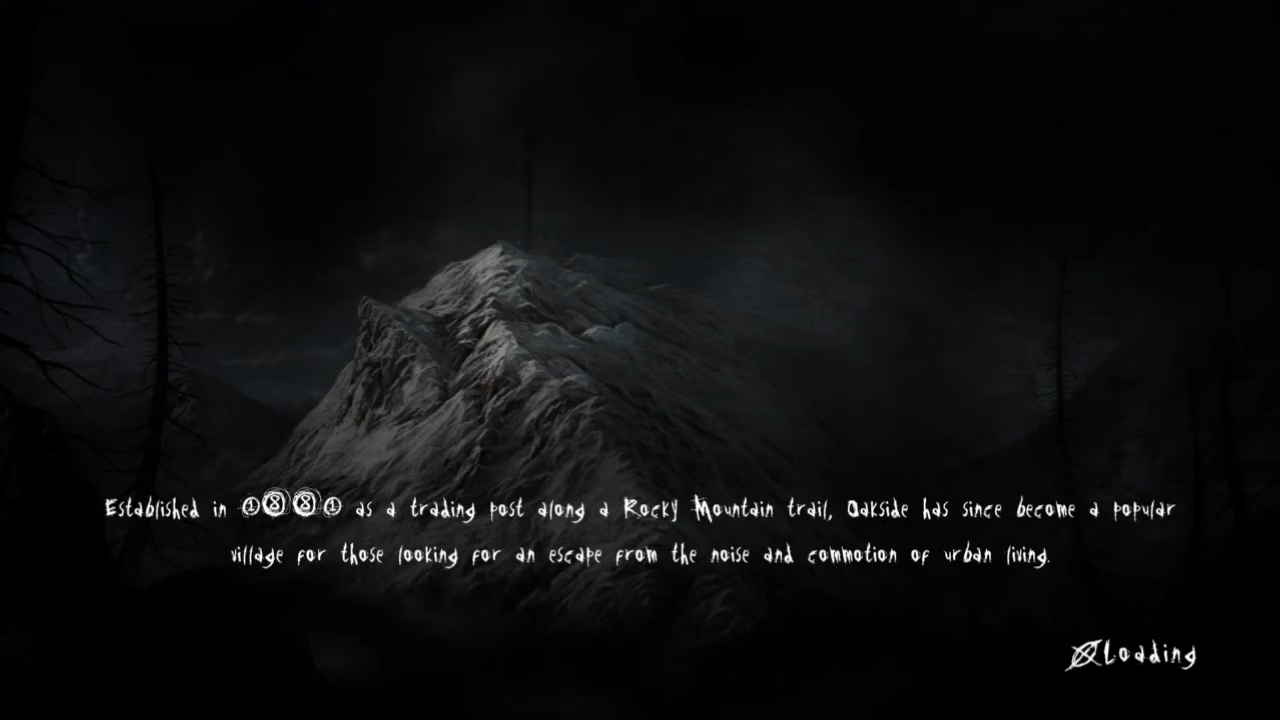 Established in ①⑧⑧① as a trading post along a Rocky Mountain trail, Oakside has since become a popular
village for those looking for an escape from the noise and commotion of urban living.
Loading